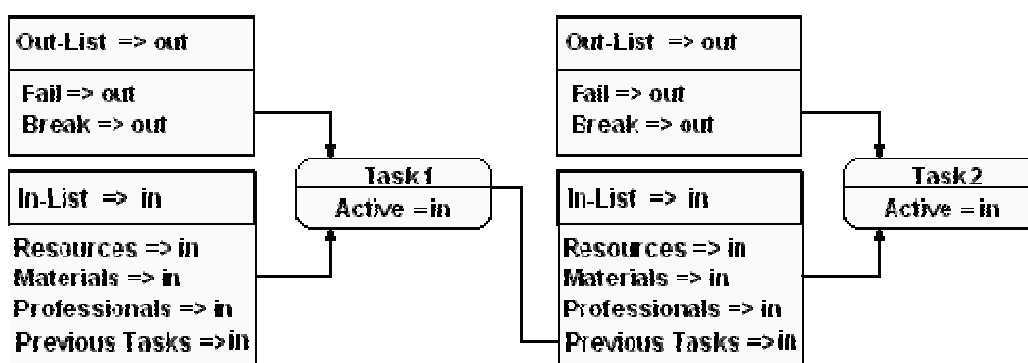 Out-List => out
Fail => out
Break => out
In-List => in
Resources => in
Materials => in
Professionals => in
Previous Tasks =>in
Task1
Active =in
Out-List => out
Fail => out
Break => out
In-List => in
Resources => in
Materials => in
Professionals => in
Previous Tasks =>in
Task2
Active =in